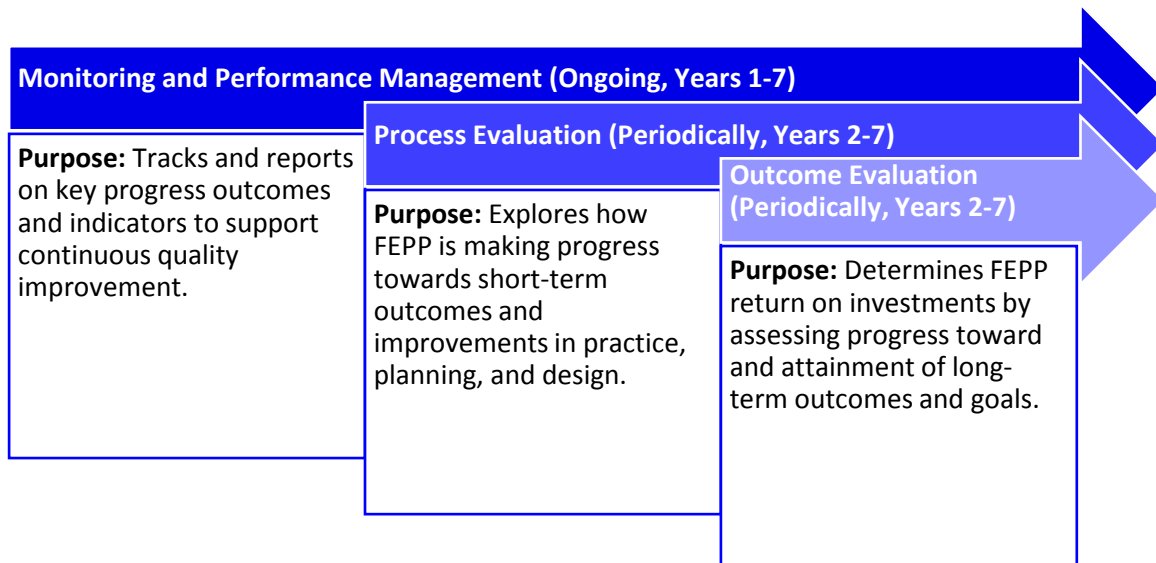 Monitoring and Performance Management (Ongoing, Years 1-7)
Purpose: Tracks and reports
on key progress outcomes
and indicators to support
continuous quality
improvement.
Process Evaluation (Periodically, Years 2-7)
Purpose: Explores how
FEPP is making progress
towards short-term
outcomes and
improvements in practice,
planning, and design.
Outcome Evaluation
(Periodically, Years 2-7)
Purpose: Determines FEPP
return on investments by
assessing progress toward
and attainment of long-
term outcomes and goals.